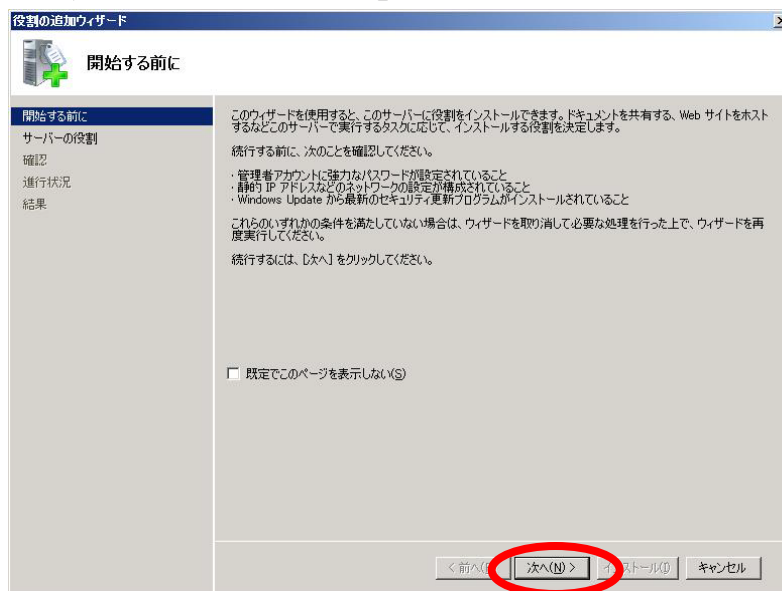 役割の追加ウィザード
開始する前に
開始する前に
サーバーの役割
確認
進行状況
結果
このウィザードを使用すると、このサーバーに役割をインストールできます。ドキュメントを共有する、Web サイトをホスト
するなどこのサーバーで実行するタスクに応じて、インストールする役割を決定します。
続行する前に、次のことを確認してください。
・管理者アカウントに強力なパスワードが設定されていること
・静的 IP アドレスなどのネットワークの設定が構成されていること
・Windows Update から最新のセキュリティ更新プログラムがインストールされていること
これらのいずれかの条件を満たしていない場合は、ウィザードを取り消して必要な処理を行った上で、ウィザードを再
度実行してください。
続行するには、[次へ] をクリックしてください。
既定でこのページを表示しない(S)
< 前へ(
次へ(N) >
ストール(I)
キャンセル